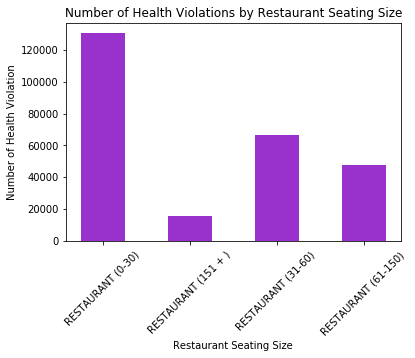 Number of Health Violations by Restaurant Seating Size
Number of Health Violation
120000
100000
80000
60000
40000
20000
0
RESTAURANT (0-30)
RESTAURANT (151 + )
RESTAURANT (31-60)
RESTAURANT (61-150)
Restaurant Seating Size